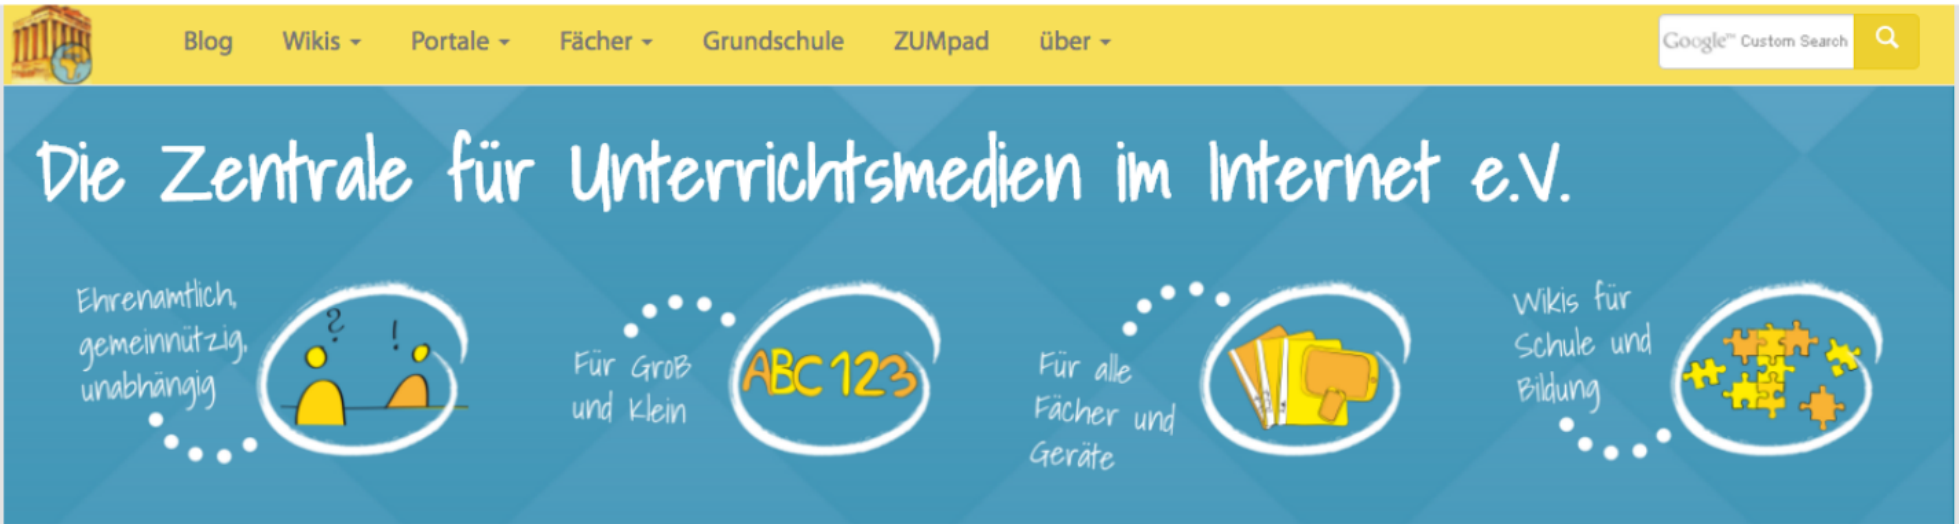 Blog Wikis Portale Fächer Grundschule ZUMpad über Google™ Custom Search
Die Zentrale für Unterrichtsmedien im Internet e.V.
Ehrenamtlich,
gemeinnützig,
unabhängig
? !
Für Groß
und Klein
ABC 123
Für alle
Fächer und
Geräte
Wikis für
Schule und
Bildung